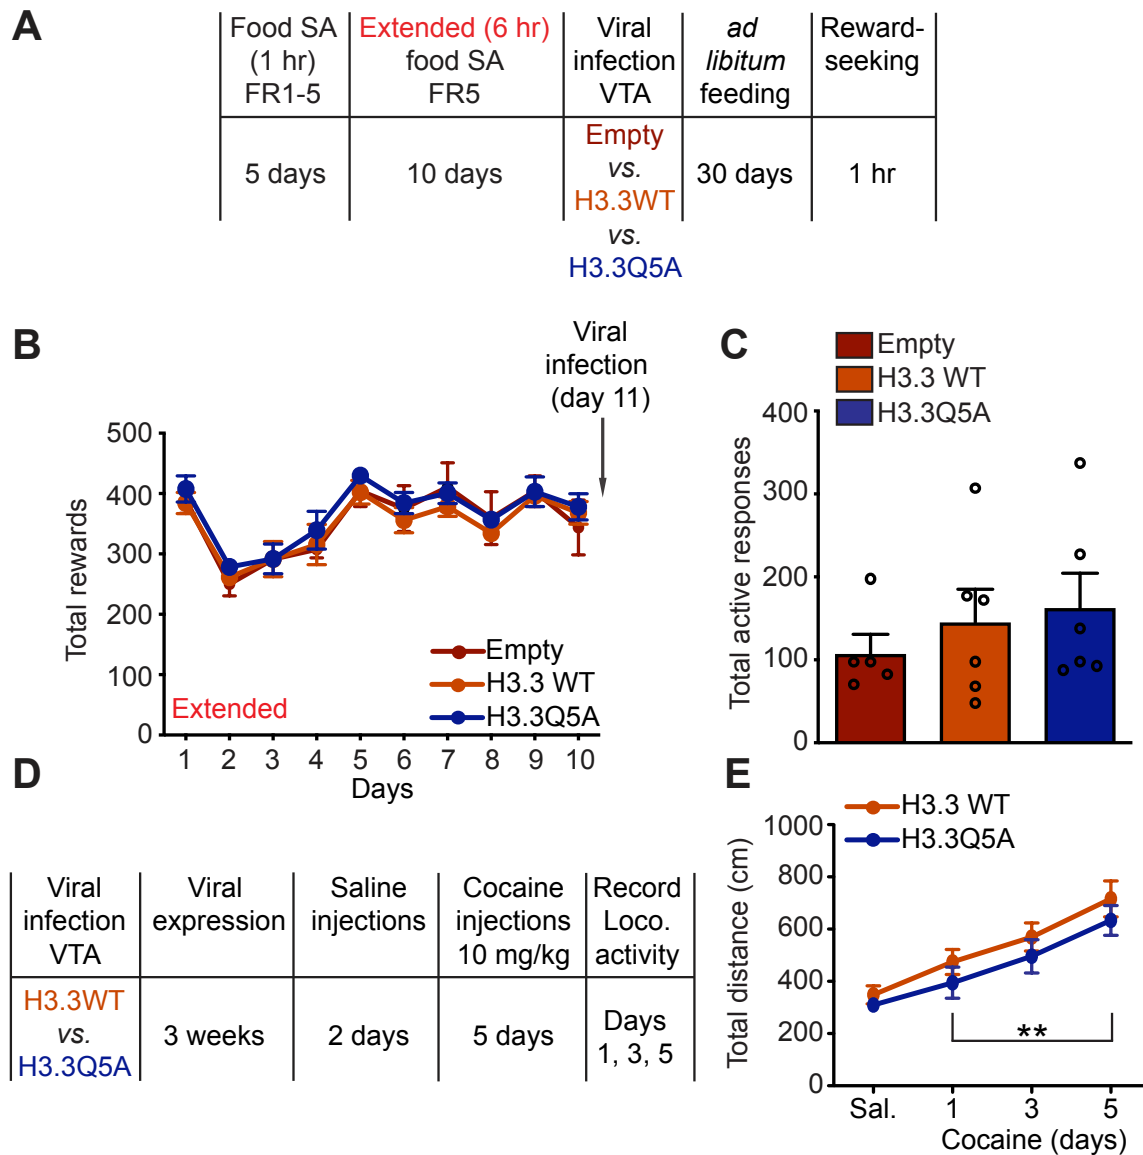 A
Food SA
(1 hr)
FR1-5
Extended (6 hr)
food SA
FR5
Viral
infection
VTA
ad
libitum
feeding
Reward-
seeking
5 days
10 days
Empty
vs.
H3.3WT
vs.
H3.3Q5A
30 days
1 hr
B
Viral
infection
(day 11)
Total rewards
500
400
300
200
100
0
Extended
Empty
H3.3 WT
H3.3Q5A
1 2 3 4 5 6 7 8 9 10
Days
C
Empty
H3.3 WT
H3.3Q5A
Total active responses
400
300
200
100
0
D
Viral
infection
VTA
Viral
expression
Saline
injections
Cocaine
injections
10 mg/kg
Record
Loco.
activity
H3.3WT
vs.
H3.3Q5A
3 weeks
2 days
5 days
Days
1, 3, 5
E
H3.3 WT
H3.3Q5A
Total distance (cm)
1000
800
600
400
200
0
**
Sal. 1 3 5
Cocaine (days)